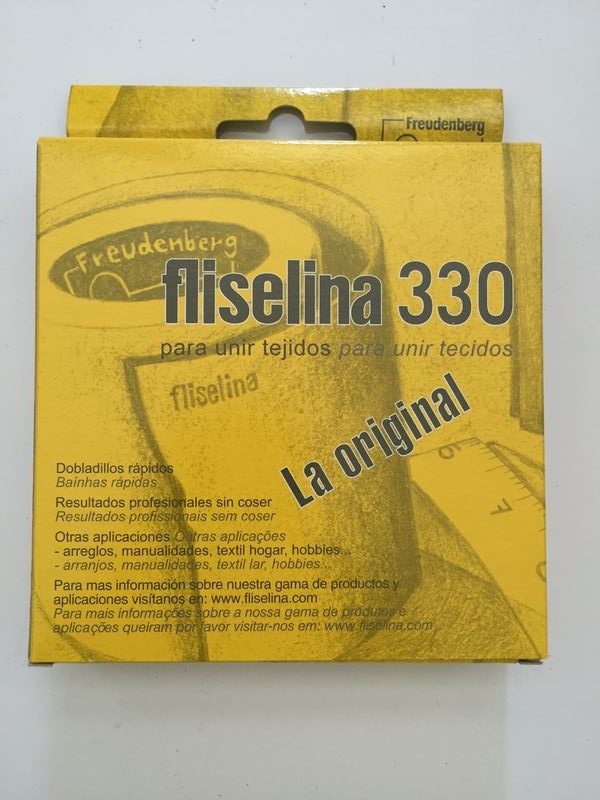 Freudenberg
Freudenberg
fliselina 330
para unir tejidos para unir tecidos
fliselina
La original
Dobladillos rápidos
Bainhas rápidas
Resultados profesionales sin coser
Resultados profissionais sem coser
Otras aplicaciones Outras aplicações
- arreglos, manualidades, textil hogar, hobbies...
- arranjos, manualidades, textil lar, hobbies...
Para mas información sobre nuestra gama de productos y
aplicaciones visítanos en: www.fliselina.com
Para mais informações sobre a nossa gama de produtos e
aplicações queiram por favor visitar-nos em: www.fliselina.com